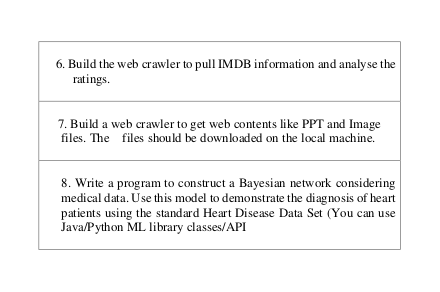 6. Build the web crawler to pull IMDB information and analyse the
ratings.
7. Build a web crawler to get web contents like PPT and Image
files. The files should be downloaded on the local machine.
8. Write a program to construct a Bayesian network considering
medical data. Use this model to demonstrate the diagnosis of heart
patients using the standard Heart Disease Data Set (You can use
Java/Python ML library classes/API